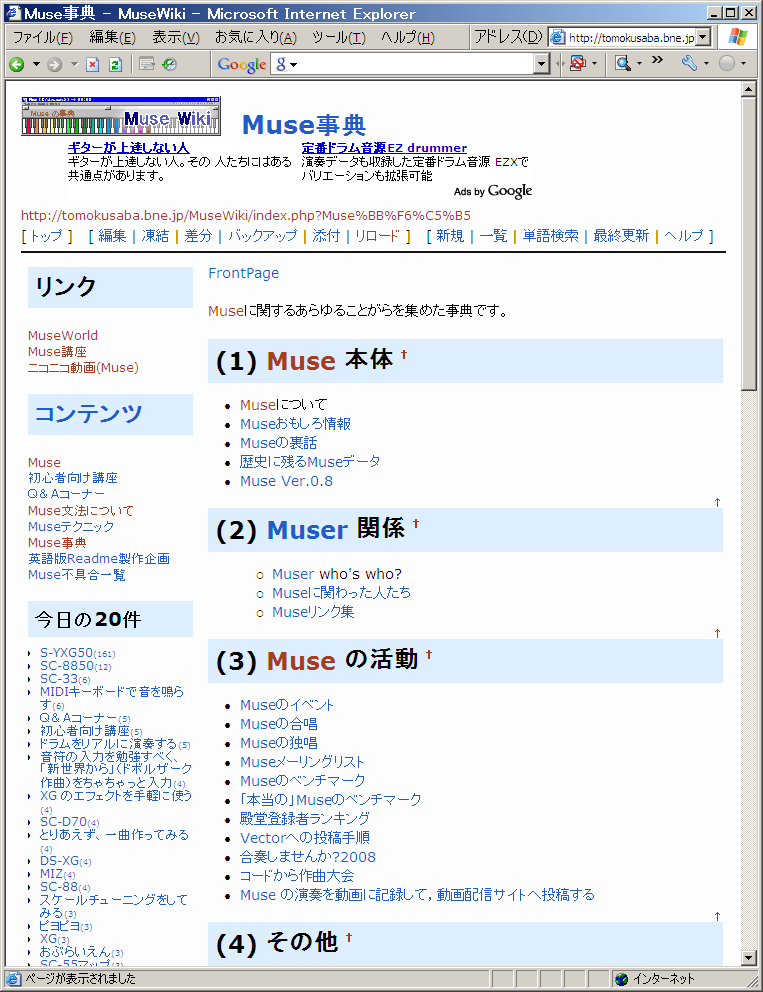 Muse事典 - MuseWiki - Microsoft Internet Explorer
ファイル(F) 編集(E) 表示(V) お気に入り(A) ツール(T) ヘルプ(H) アドレス(D) http://tomokusaba.bne.jp
Google
Muse の事典
Muse Wiki
Muse事典
ギターが上達しない人
ギターが上達しない人。その 人たちにはある
共通点があります。
定番ドラム音源EZ drummer
演奏データも収録した定番ドラム音源 EZXで
バリエーションも拡張可能
Ads by Google
http://tomokusaba.bne.jp/MuseWiki/index.php?Muse%BB%F6%C5%B5
[ トップ ] [ 編集 | 凍結 | 差分 | バックアップ | 添付 | リロード ] [ 新規 | 一覧 | 単語検索 | 最終更新 | ヘルプ ]
リンク
MuseWorld
Muse講座
ニコニコ動画(Muse)
コンテンツ
Muse
初心者向け講座
Q&Aコーナー
Muse文法について
Museテクニック
Muse事典
英語版Readme製作企画
Muse不具合一覧
今日の20件
S-YXG50(161)
SC-8850(12)
SC-33(6)
MIDIキーボードで音を鳴ら
す(6)
Q&Aコーナー(5)
初心者向け講座(5)
ドラムをリアルに演奏する(5)
音符の入力を勉強すべく、
「新世界から」（ドボルザーク
作曲）をちゃちゃっと入力(4)
XG のエフェクトを手軽に使う
(4)
SC-D70(4)
とりあえず、一曲作ってみる
(4)
DS-XG(4)
MIZ(4)
SC-88(4)
スケールチューニングをして
みる(3)
ピヨピヨ(3)
XG(3)
おぶらいえん(3)
SC-55マップ(3)
FrontPage
Museに関するあらゆることがらを集めた事典です。
(1) Muse 本体 †
Museについて
Museおもしろ情報
Museの裏話
歴史に残るMuseデータ
Muse Ver.0.8
↑
(2) Muser 関係 †
Muser who's who?
Museに関わった人たち
Museリンク集
↑
(3) Muse の活動 †
Museのイベント
Museの合唱
Museの独唱
Museメーリングリスト
Museのベンチマーク
「本当の」Museのベンチマーク
殿堂登録者ランキング
Vectorへの投稿手順
合奏しませんか?2008
コードから作曲大会
Muse の演奏を動画に記録して，動画配信サイトへ投稿する
↑
(4) その他 †
ページが表示されました インターネット